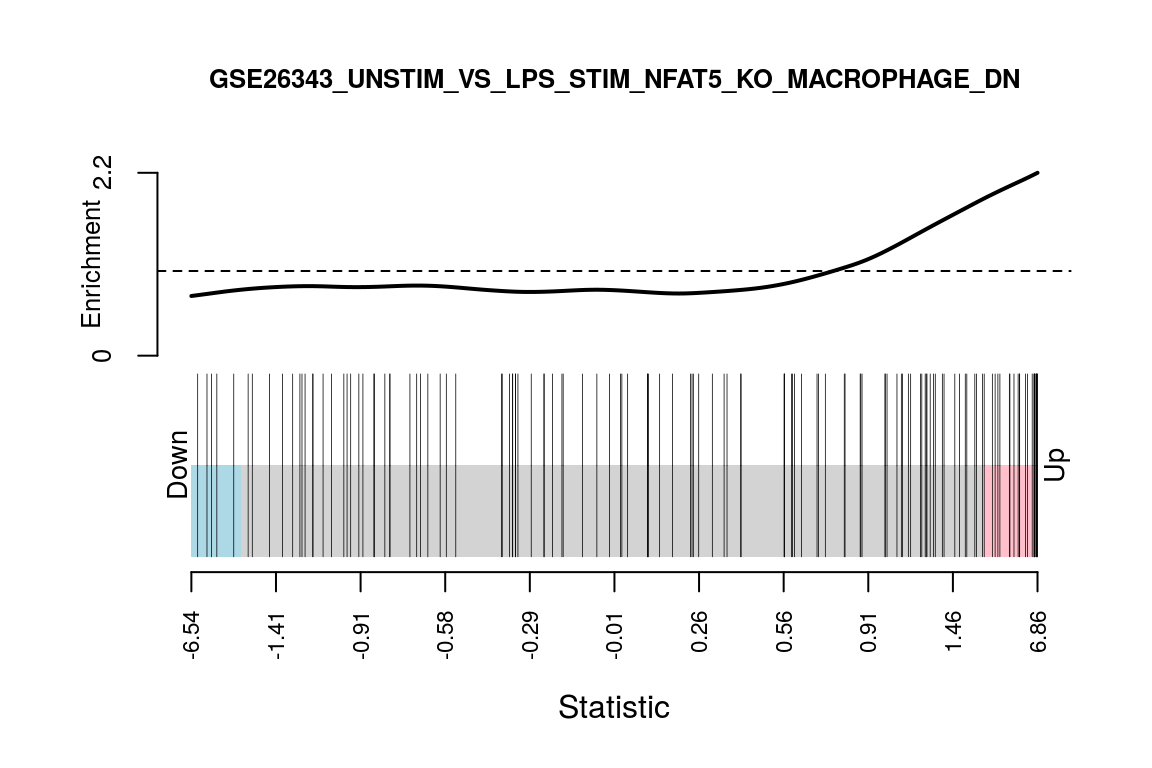 GSE26343_UNSTIM_VS_LPS_STIM_NFAT5_KO_MACROPHAGE_DN
Enrichment
2.2
0
Down
Up
-6.54 -1.41 -0.91 -0.58 -0.29 -0.01 0.26 0.56 0.91 1.46 6.86
Statistic